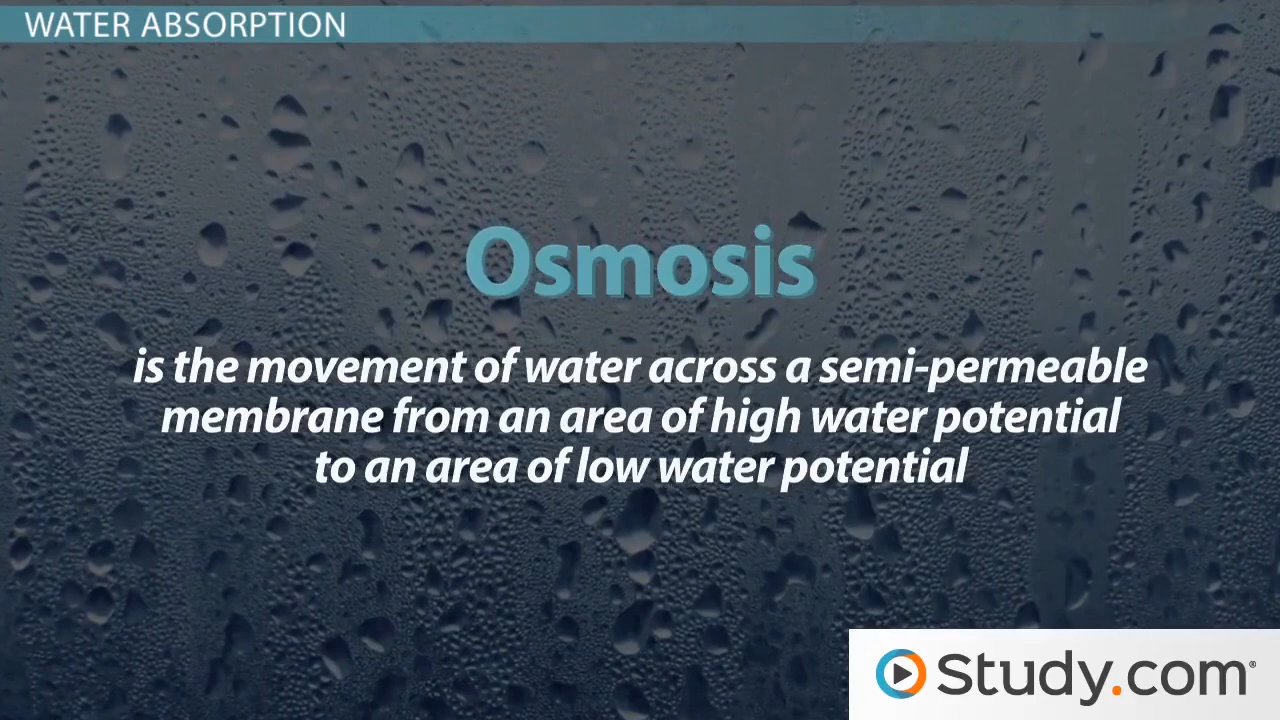 WATER ABSORPTION
Osmosis
is the movement of water across a semi-permeable
membrane from an area of high water potential
to an area of low water potential
Study.com®